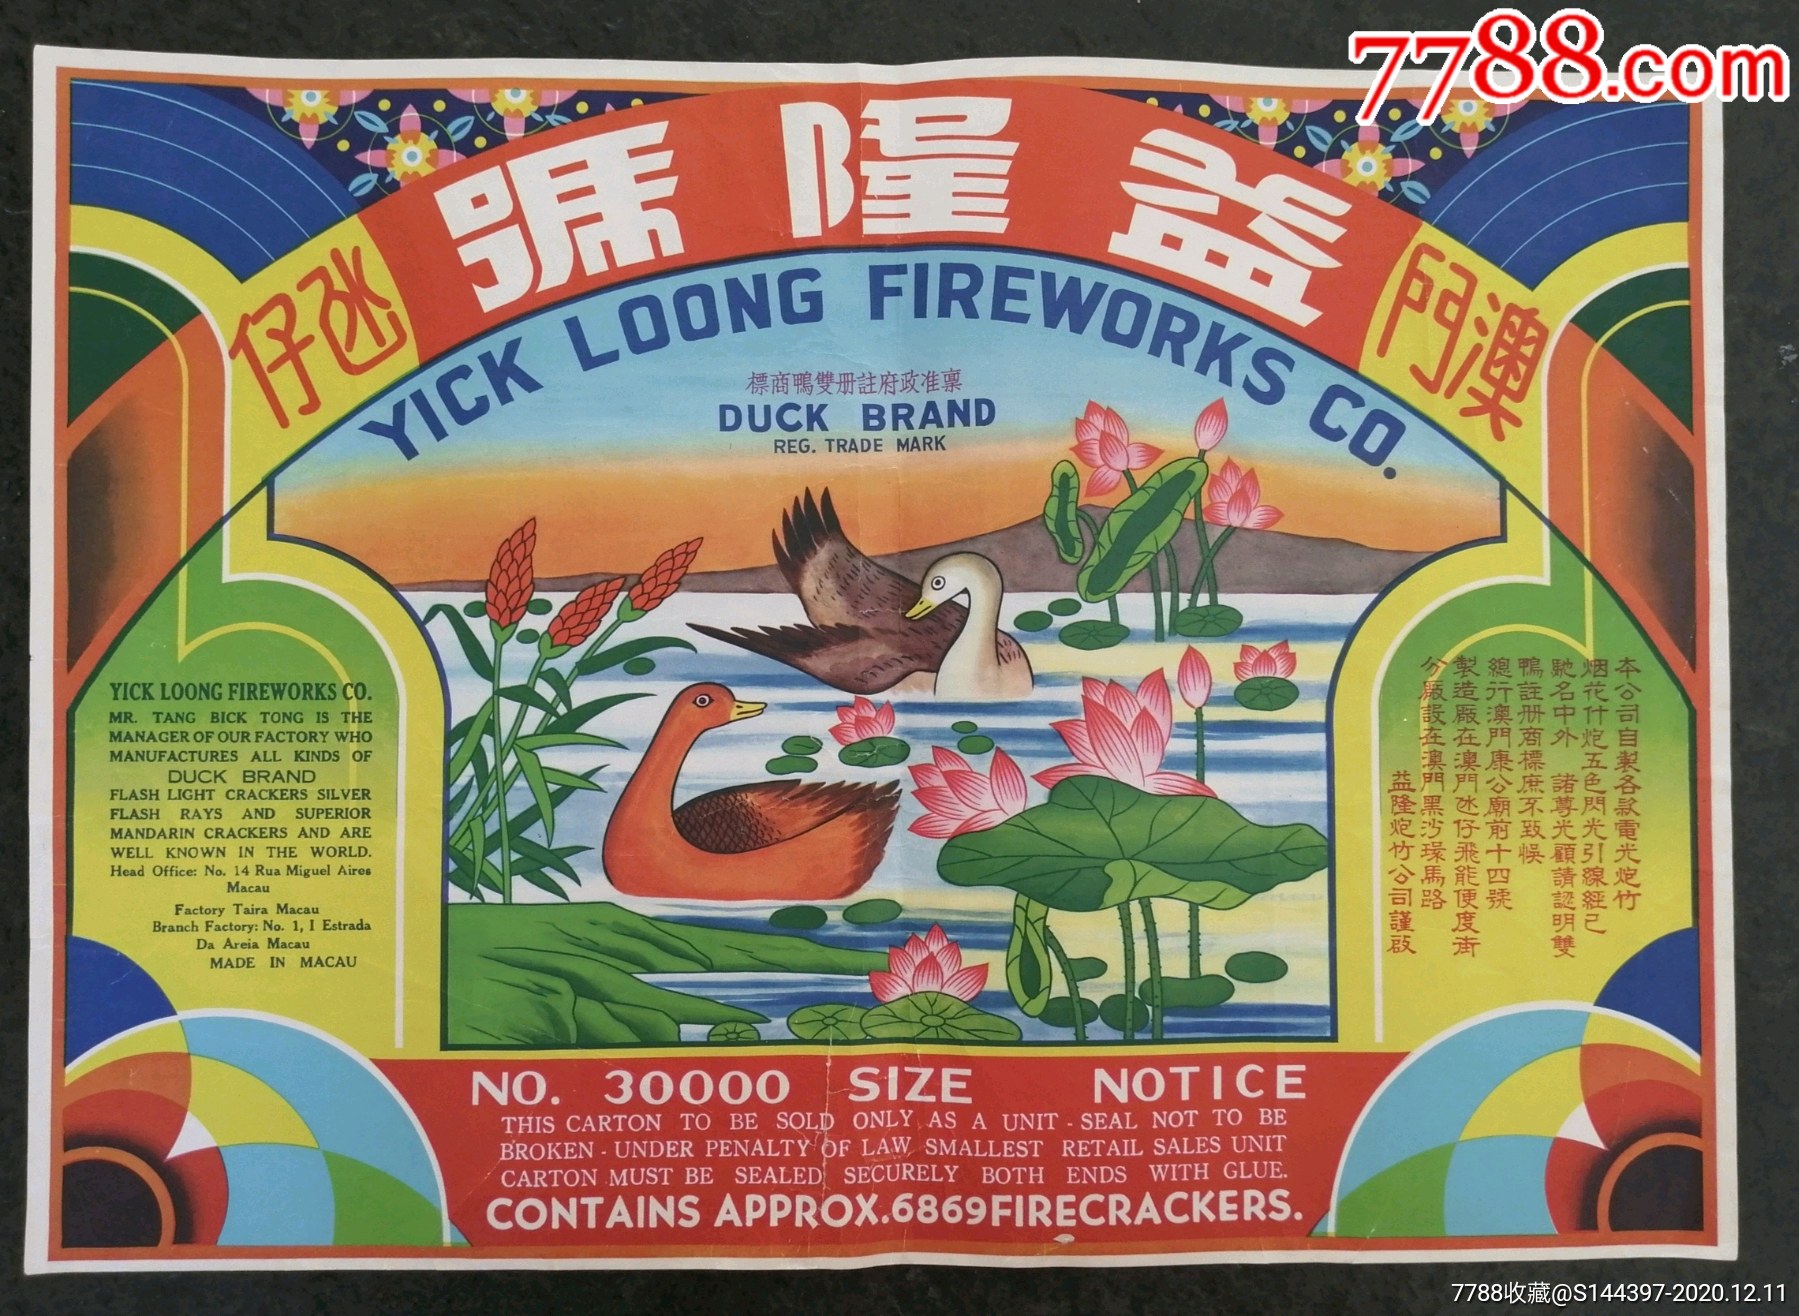 7788.com
益隆號
澳門
氹仔
YICK LOONG FIREWORKS CO.
稟准政府註册雙鴨商標
DUCK BRAND
REG. TRADE MARK
YICK LOONG FIREWORKS CO.
MR. TANG BICK TONG IS THE
MANAGER OF OUR FACTORY WHO
MANUFACTURES ALL KINDS OF
DUCK BRAND
FLASH LIGHT CRACKERS SILVER
FLASH RAYS AND SUPERIOR
MANDARIN CRACKERS AND ARE
WELL KNOWN IN THE WORLD.
Head Office: No. 14 Rua Miguel Aires
Macau
Factory Taira Macau
Branch Factory: No. 1, I Estrada
Da Areia Macau
MADE IN MACAU
本公司自製各款電光炮竹
烟花什炮五色閃光引線經已
馳名中外 諸尊光顧請認明雙
鴨註册商標庶不致悞
總行澳門康公廟前十四號
製造廠在澳門氹仔飛能便度街
分廠設在澳門黑沙環馬路
益隆炮竹公司謹啟
NO. 30000 SIZE NOTICE
THIS CARTON TO BE SOLD ONLY AS A UNIT - SEAL NOT TO BE
BROKEN - UNDER PENALTY OF LAW SMALLEST RETAIL SALES UNIT
CARTON MUST BE SEALED SECURELY BOTH ENDS WITH GLUE.
CONTAINS APPROX.6869FIRECRACKERS.
7788收藏@S144397-2020.12.11